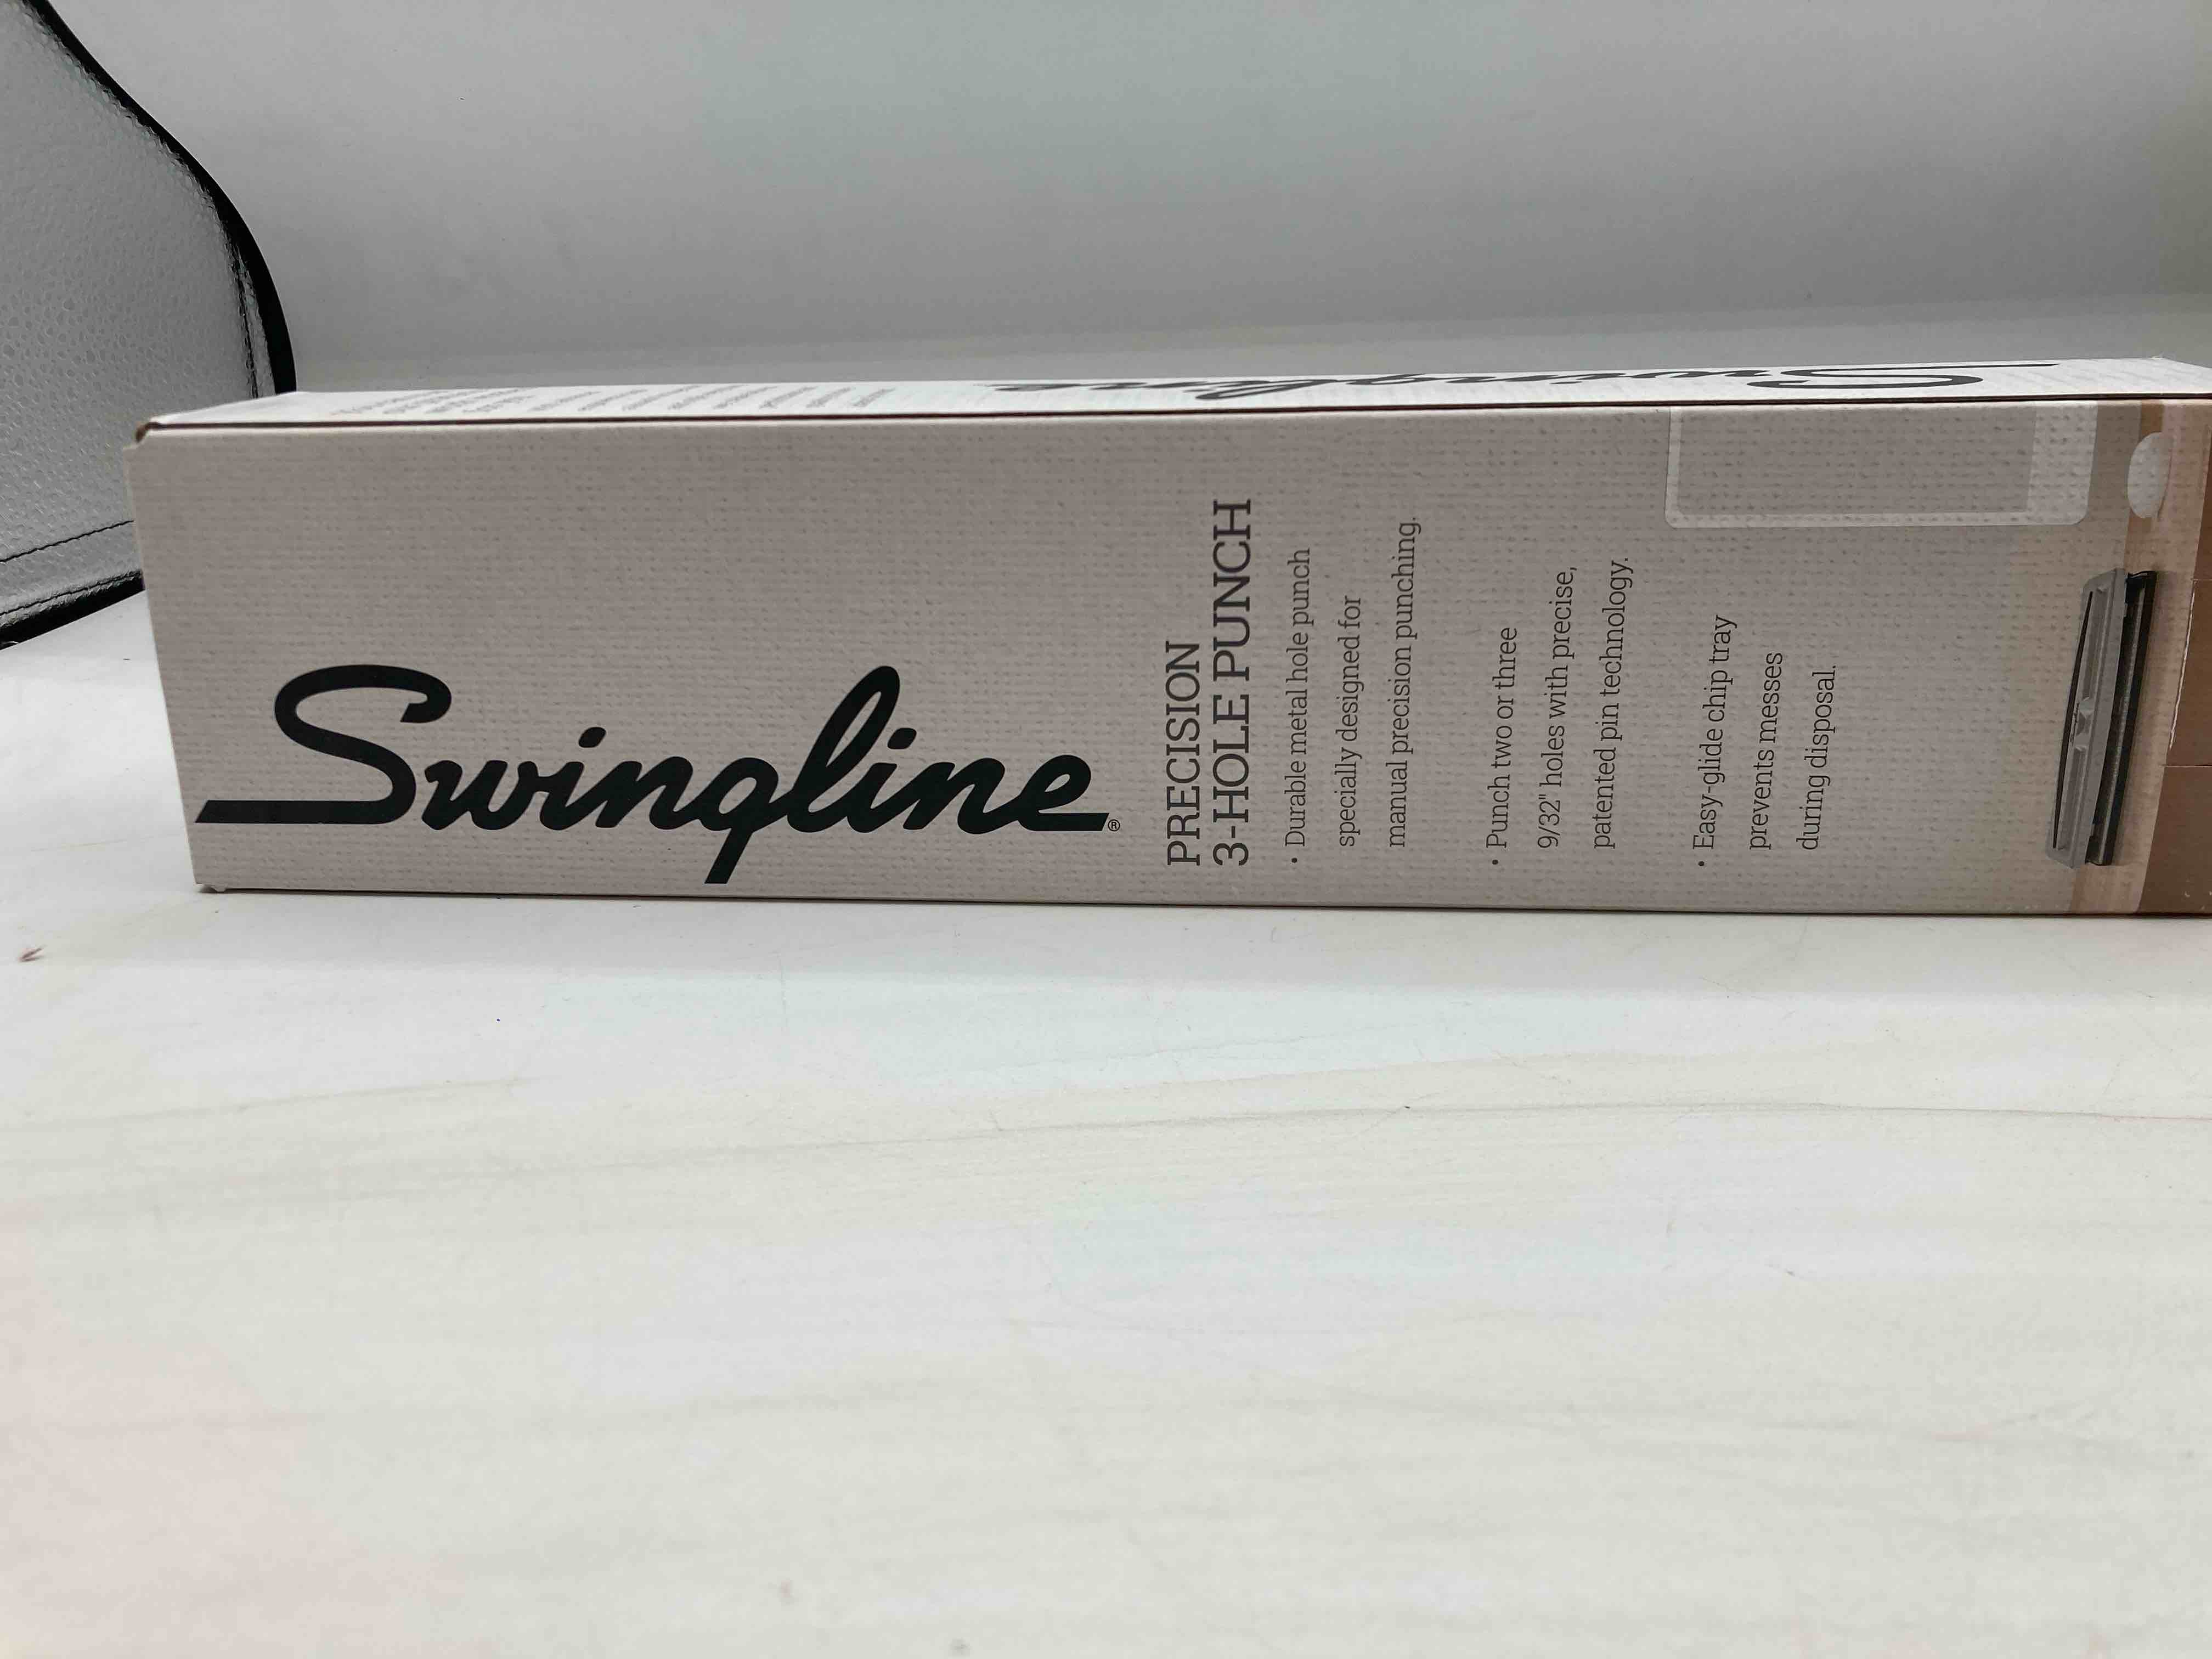 Swingline®
PRECISION
3-HOLE PUNCH
• Durable metal hole punch
specially designed for
manual precision punching.
• Punch two or three
9/32" holes with precise,
patented pin technology.
• Easy-glide chip tray
prevents messes
during disposal.
Swingline